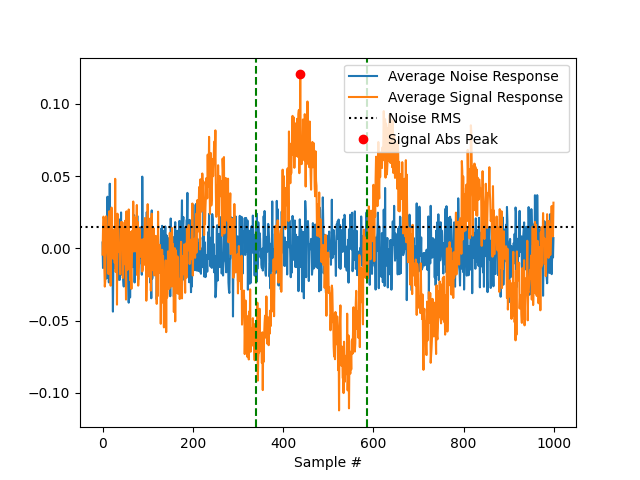 Average Noise Response
Average Signal Response
Noise RMS
Signal Abs Peak
0.10
0.05
0.00
−0.05
−0.10
0 200 400 600 800 1000
Sample #